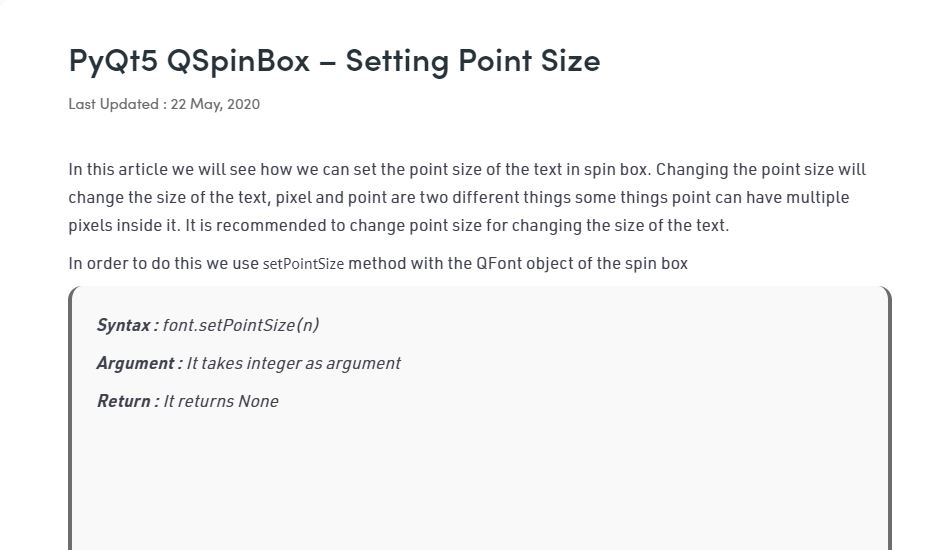 PyQt5 QSpinBox – Setting Point Size
Last Updated : 22 May, 2020
In this article we will see how we can set the point size of the text in spin box. Changing the point size will
change the size of the text, pixel and point are two different things some things point can have multiple
pixels inside it. It is recommended to change point size for changing the size of the text.
In order to do this we use setPointSize method with the QFont object of the spin box
Syntax : font.setPointSize(n)
Argument : It takes integer as argument
Return : It returns None